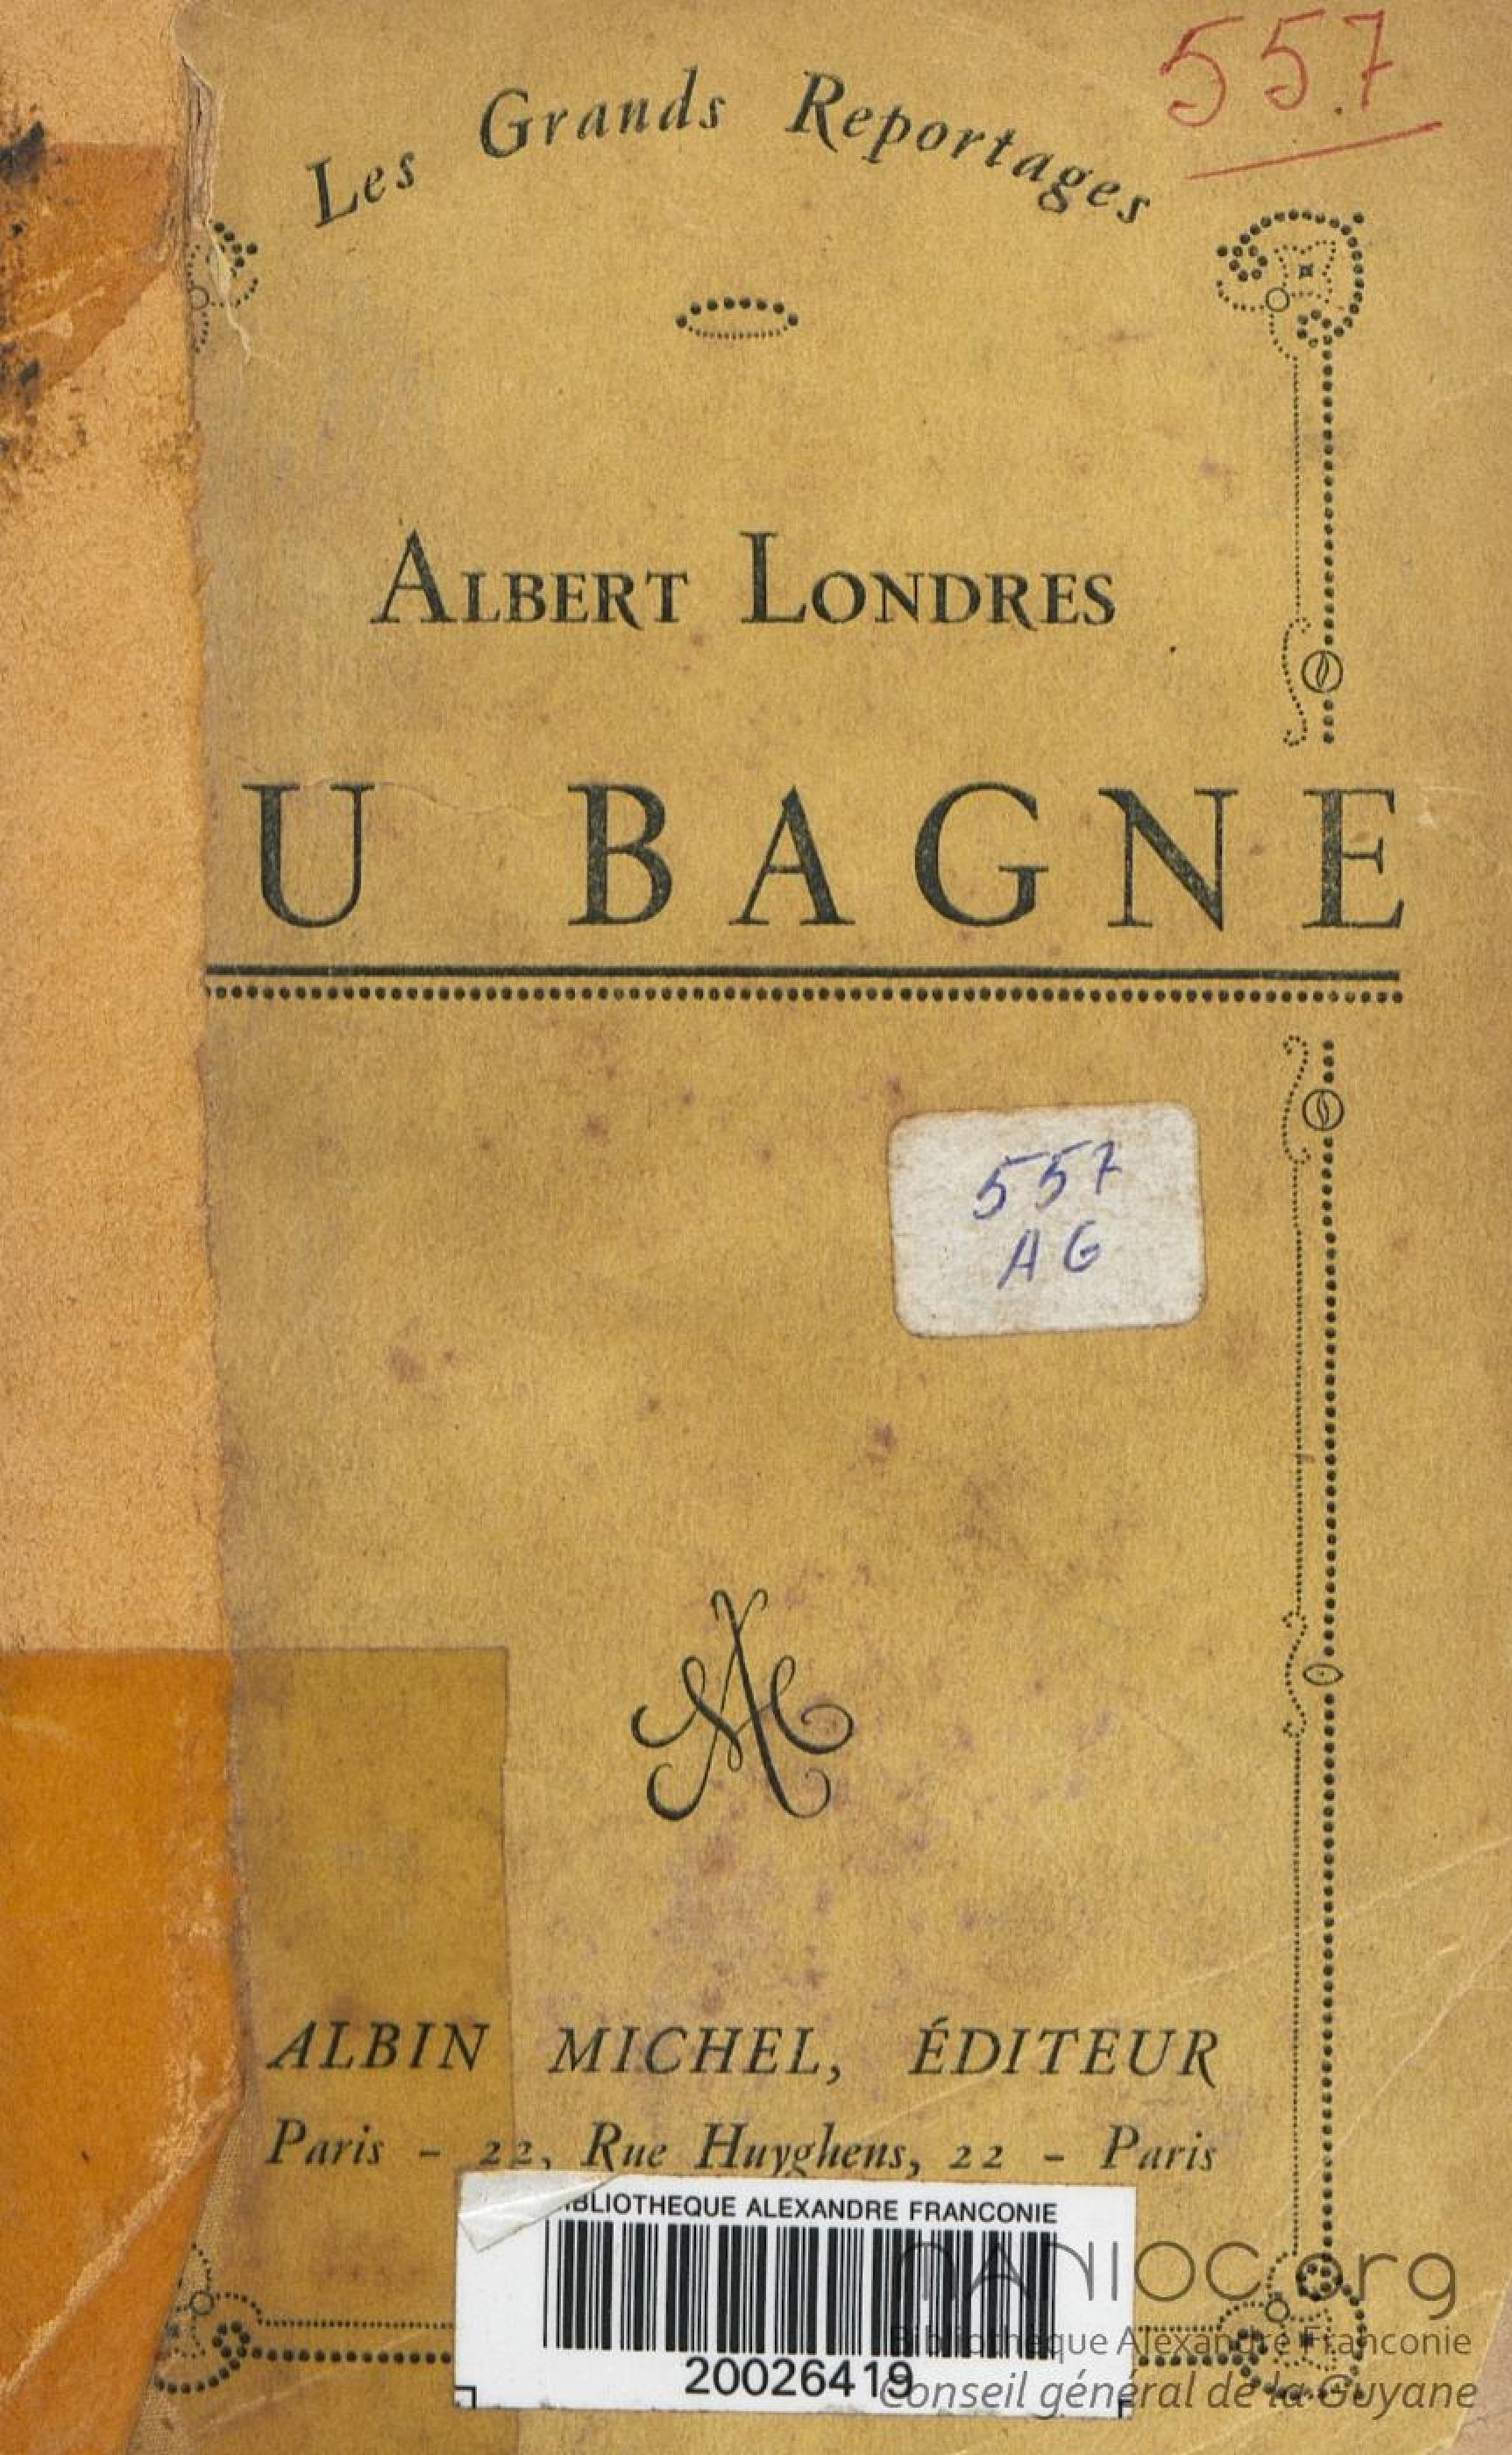 557
Les Grands Reportages
ALBERT LONDRES
U BAGNE
557
AG
ALBIN MICHEL, ÉDITEUR
Paris - 22, Rue Huyghens, 22 - Paris
IBLIOTHEQUE ALEXANDRE FRANCONIE
20026419
MANIOC.org
Bibliothèque Alexandre Franconie
Conseil général de la Guyane